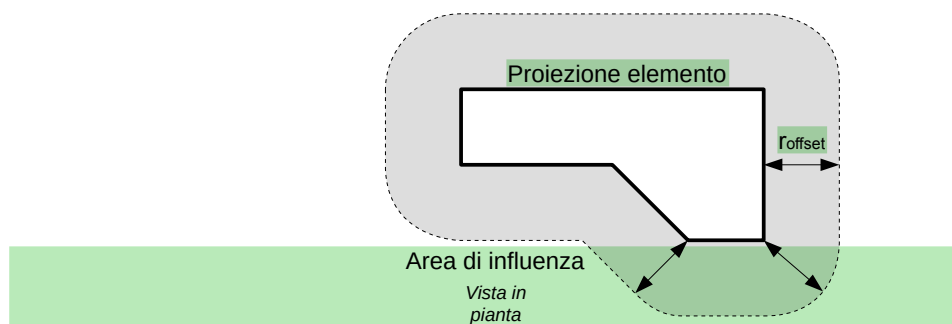 Proiezione elemento
roffset
Area di influenza
Vista in
pianta